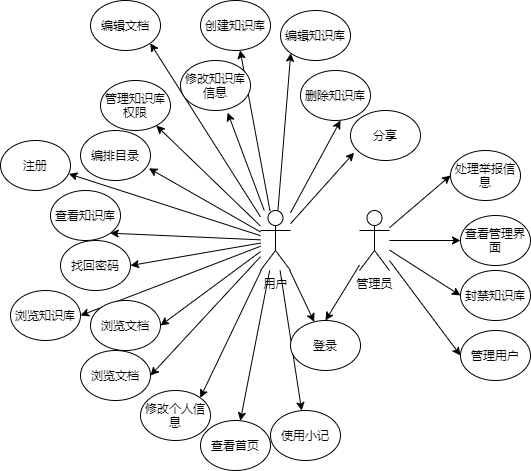 编辑文档
创建知识库
编辑知识库
修改知识库
信息
管理知识库
权限
删除知识库
分享
编排目录
注册
处理举报信
息
查看知识库
查看管理界
面
找回密码
用户
管理员
封禁知识库
浏览知识库
浏览文档
登录
管理用户
浏览文档
修改个人信
息
查看首页
使用小记